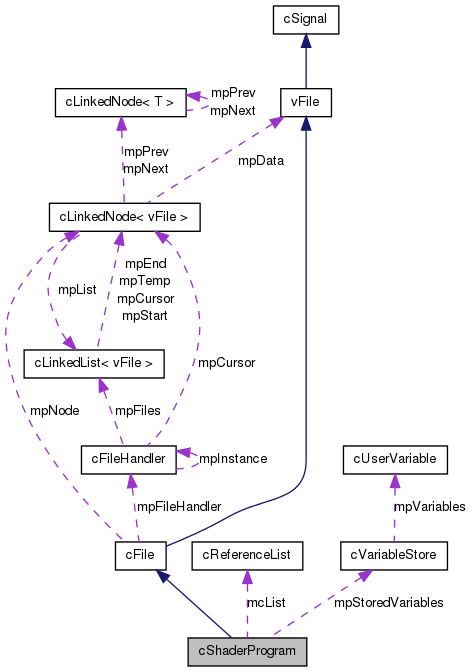 cSignal
cLinkedNode< T >
mpPrev
mpNext
vFile
mpPrev
mpNext
mpData
cLinkedNode< vFile >
mpList
mpEnd
mpTemp
mpCursor
mpStart
cLinkedList< vFile >
mpCursor
mpNode
mpFiles
cFileHandler
mpInstance
cUserVariable
mpFileHandler
mpVariables
cFile
cReferenceList
cVariableStore
mcList
mpStoredVariables
cShaderProgram